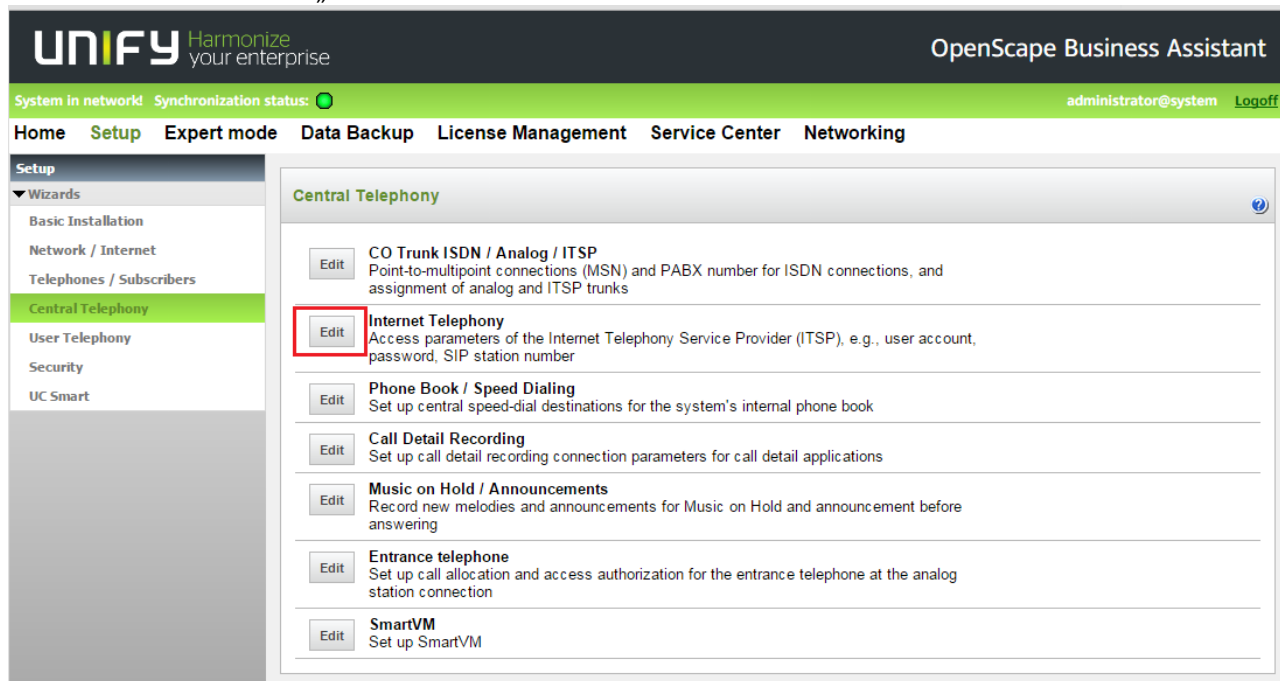 „
UNIFY Harmonize
your enterprise
OpenScape Business Assistant
System in network! Synchronization status:
administrator@system Logoff
Home Setup Expert mode Data Backup License Management Service Center Networking
Setup
Wizards
Basic Installation
Network / Internet
Telephones / Subscribers
Central Telephony
User Telephony
Security
UC Smart
Central Telephony
?
Edit
CO Trunk ISDN / Analog / ITSP
Point-to-multipoint connections (MSN) and PABX number for ISDN connections, and
assignment of analog and ITSP trunks
Edit
Internet Telephony
Access parameters of the Internet Telephony Service Provider (ITSP), e.g., user account,
password, SIP station number
Edit
Phone Book / Speed Dialing
Set up central speed-dial destinations for the system's internal phone book
Edit
Call Detail Recording
Set up call detail recording connection parameters for call detail applications
Edit
Music on Hold / Announcements
Record new melodies and announcements for Music on Hold and announcement before
answering
Edit
Entrance telephone
Set up call allocation and access authorization for the entrance telephone at the analog
station connection
Edit
SmartVM
Set up SmartVM